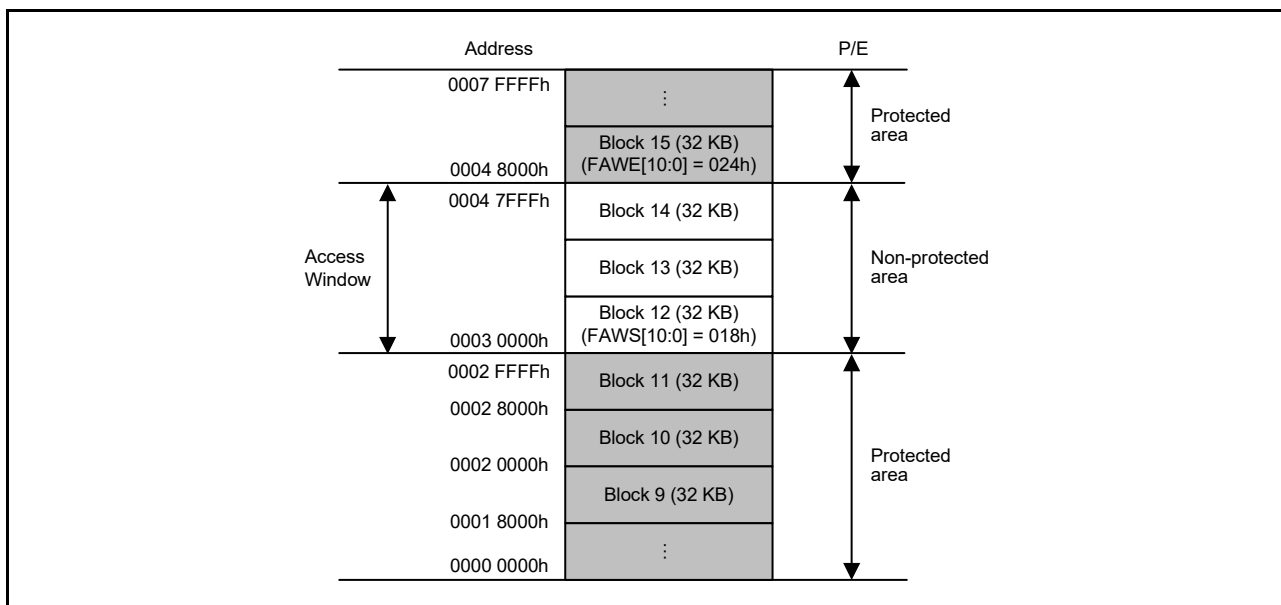 Address P/E
0007 FFFFh
⋮
Protected
area
Block 15 (32 KB)
(FAWE[10:0] = 024h)
0004 8000h
0004 7FFFh
Block 14 (32 KB)
Access
Window
Block 13 (32 KB)
Non-protected
area
Block 12 (32 KB)
(FAWS[10:0] = 018h)
0003 0000h
0002 FFFFh
Block 11 (32 KB)
0002 8000h
Block 10 (32 KB)
Protected
area
0002 0000h
Block 9 (32 KB)
0001 8000h
⋮
0000 0000h